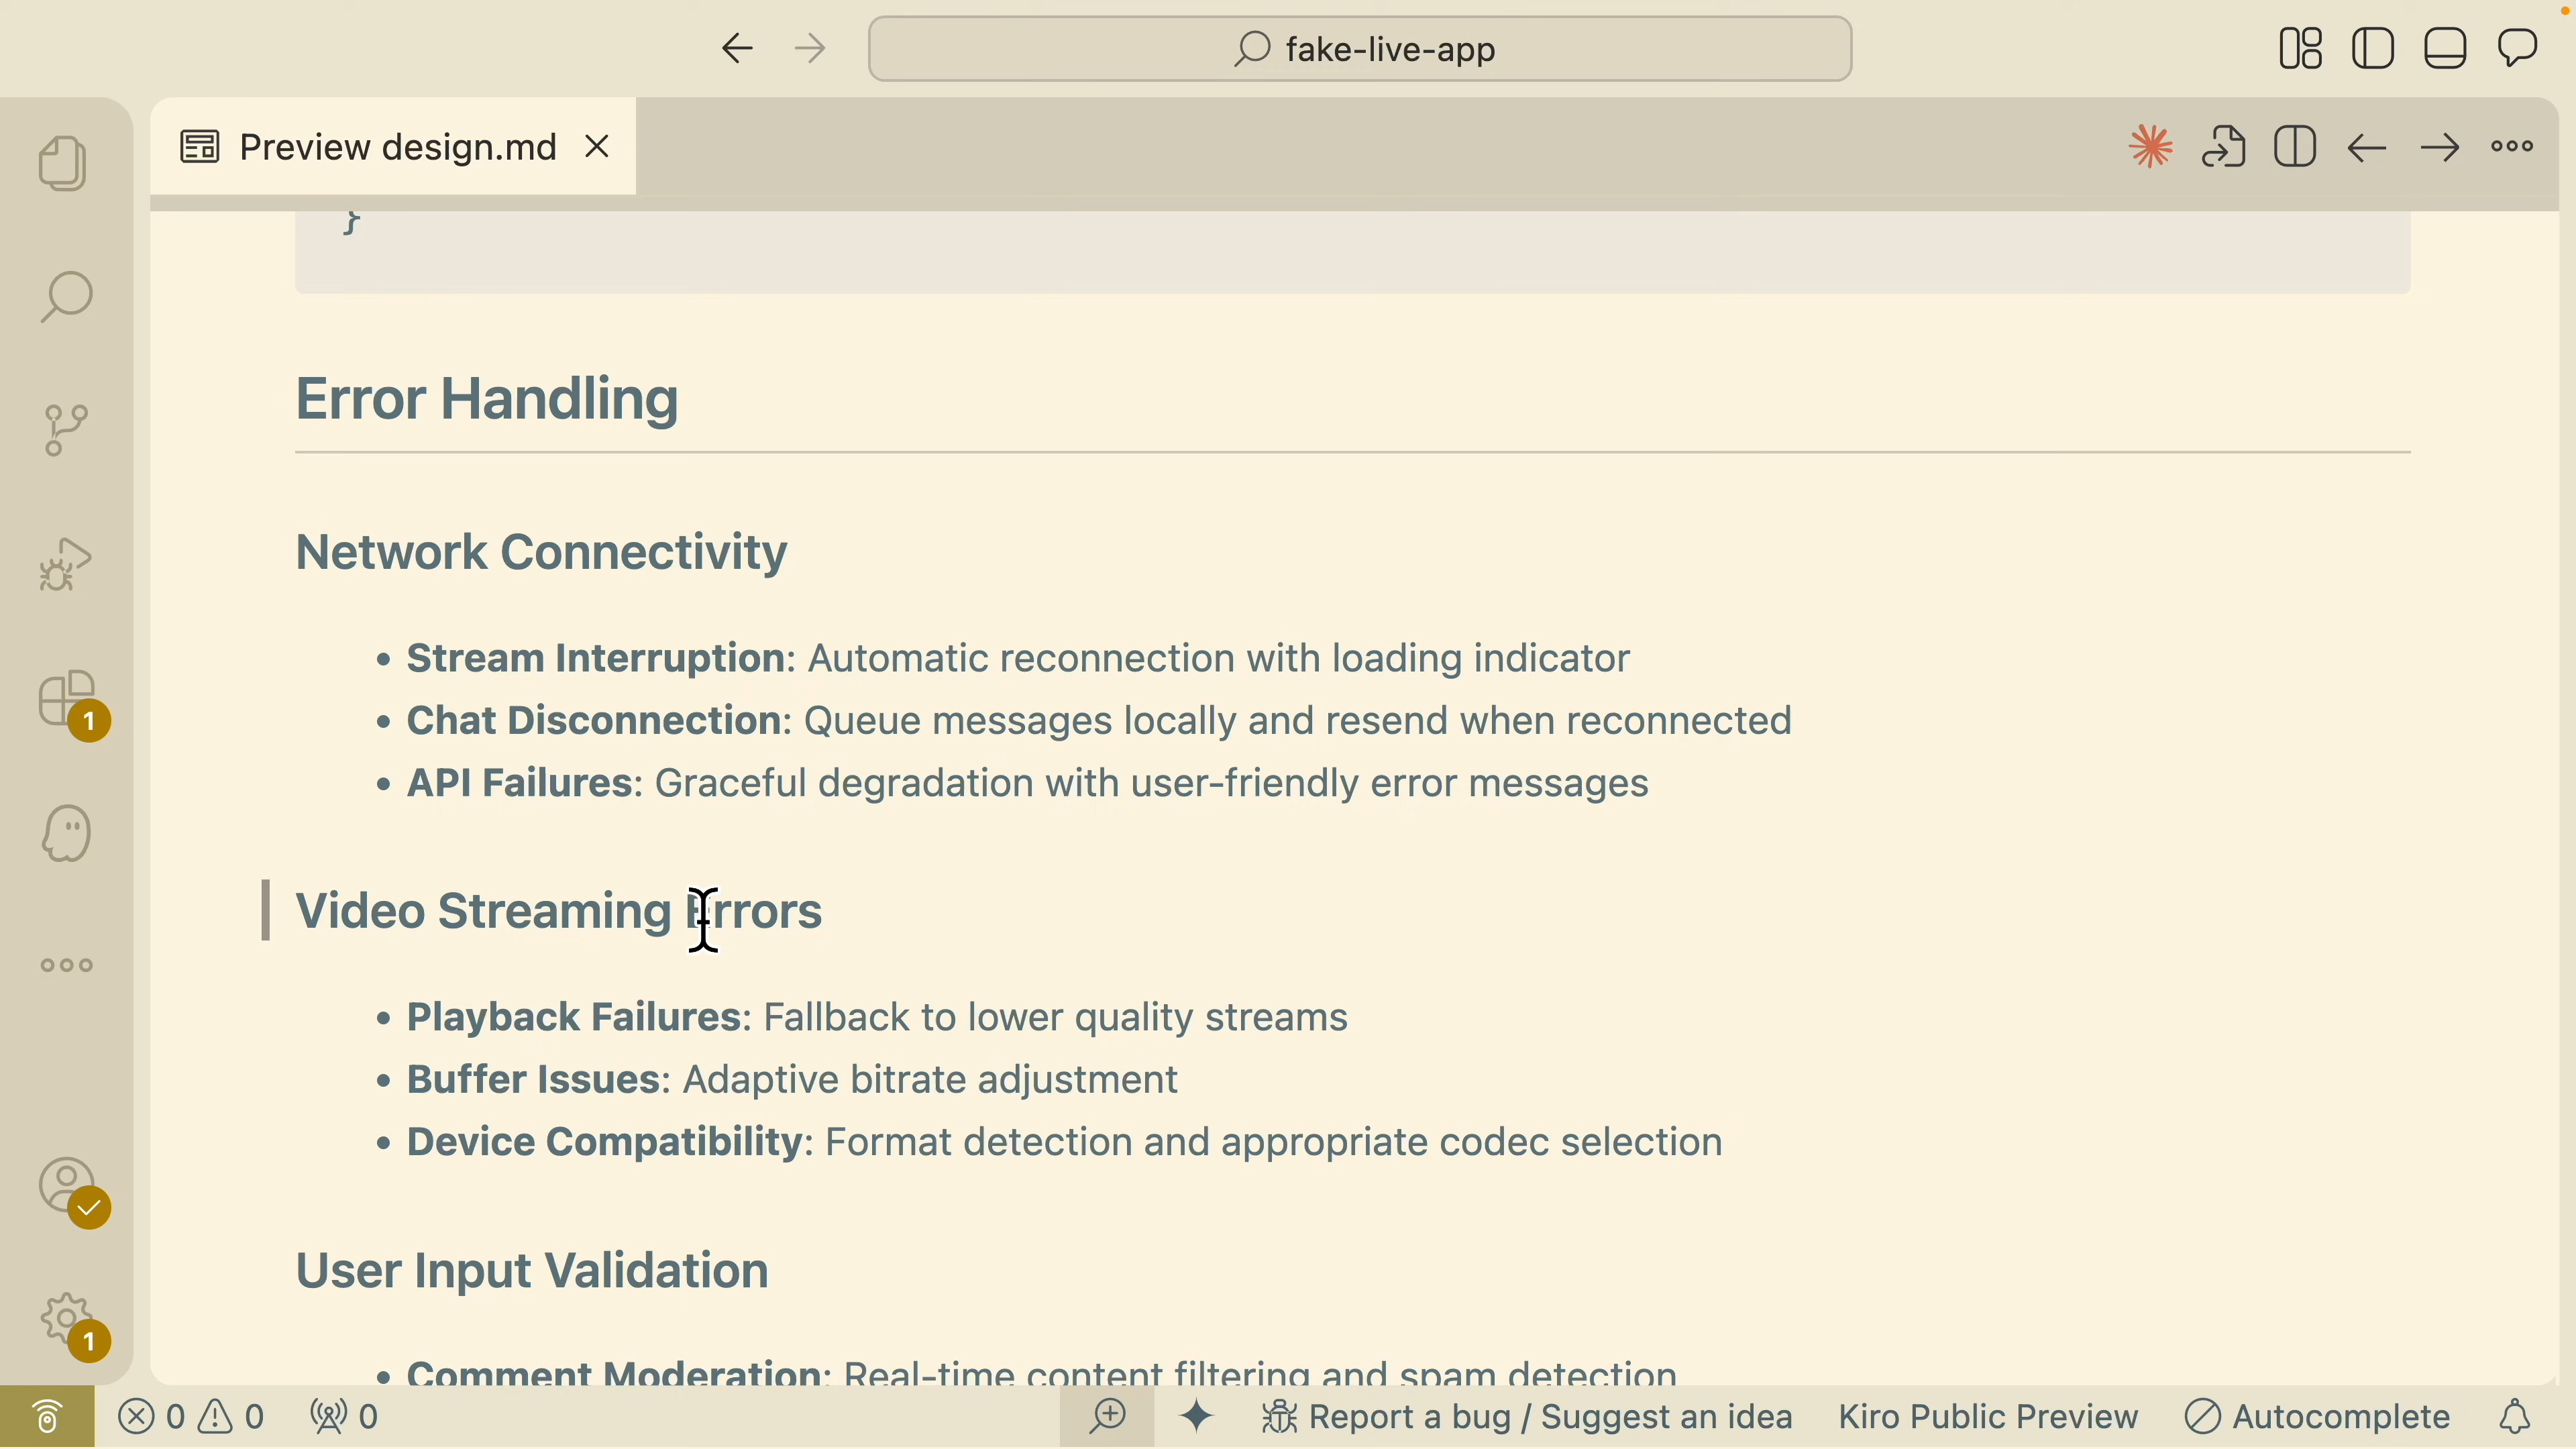 fake-live-app
Preview design.md
}
Error Handling
Network Connectivity
• Stream Interruption: Automatic reconnection with loading indicator
• Chat Disconnection: Queue messages locally and resend when reconnected
• API Failures: Graceful degradation with user-friendly error messages
Video Streaming Errors
• Playback Failures: Fallback to lower quality streams
• Buffer Issues: Adaptive bitrate adjustment
• Device Compatibility: Format detection and appropriate codec selection
User Input Validation
• Comment Moderation: Real-time content filtering and spam detection
1
1
0 0 0 Report a bug / Suggest an idea Kiro Public Preview Autocomplete